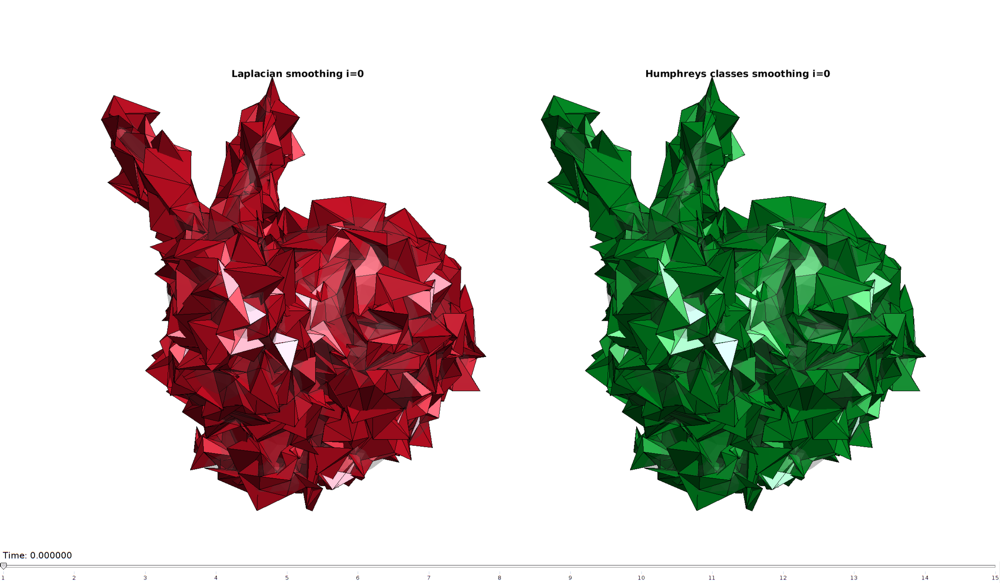 Laplacian smoothing i=0
Humphreys classes smoothing i=0
Time: 0.000000
1 2 3 4 5 6 7 8 9 10 11 12 13 14 15